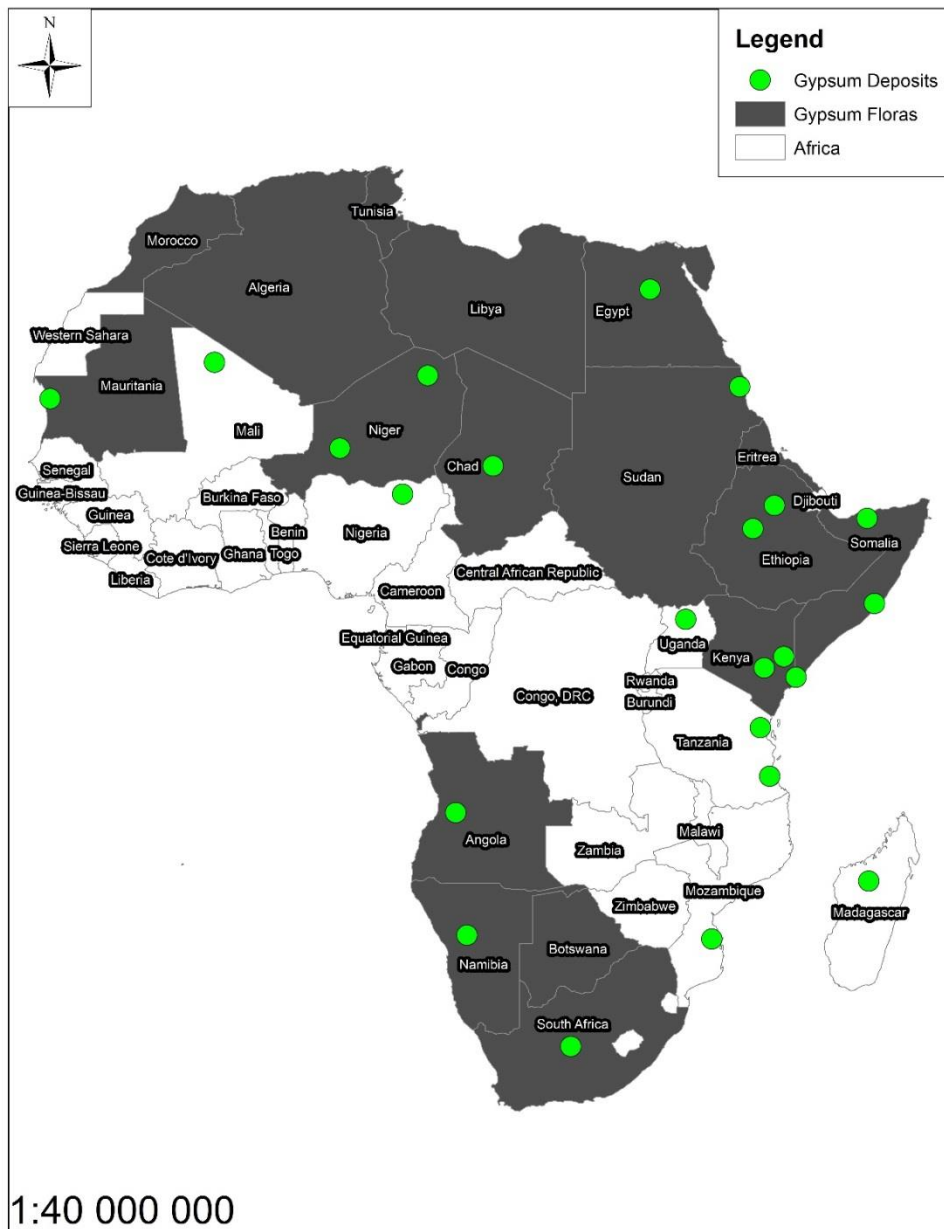 N
Legend
Gypsum Deposits
Gypsum Floras
Africa
Tunisia
Morocco
Algeria
Libya
Egypt
Western Sahara
Mauritania
Mali
Niger
Chad
Sudan
Eritrea
Djibouti
Senegal
Guinea-Bissau
Burkina Faso
Guinea
Benin
Nigeria
Somalia
Sierra Leone
Cote d'Ivory
Ghana
Togo
Ethiopia
Liberia
Central African Republic
Cameroon
Equatorial Guinea
Uganda
Kenya
Gabon
Congo
Rwanda
Congo, DRC
Burundi
Tanzania
Angola
Malawi
Zambia
Mozambique
Zimbabwe
Madagascar
Namibia
Botswana
South Africa
1:40 000 000